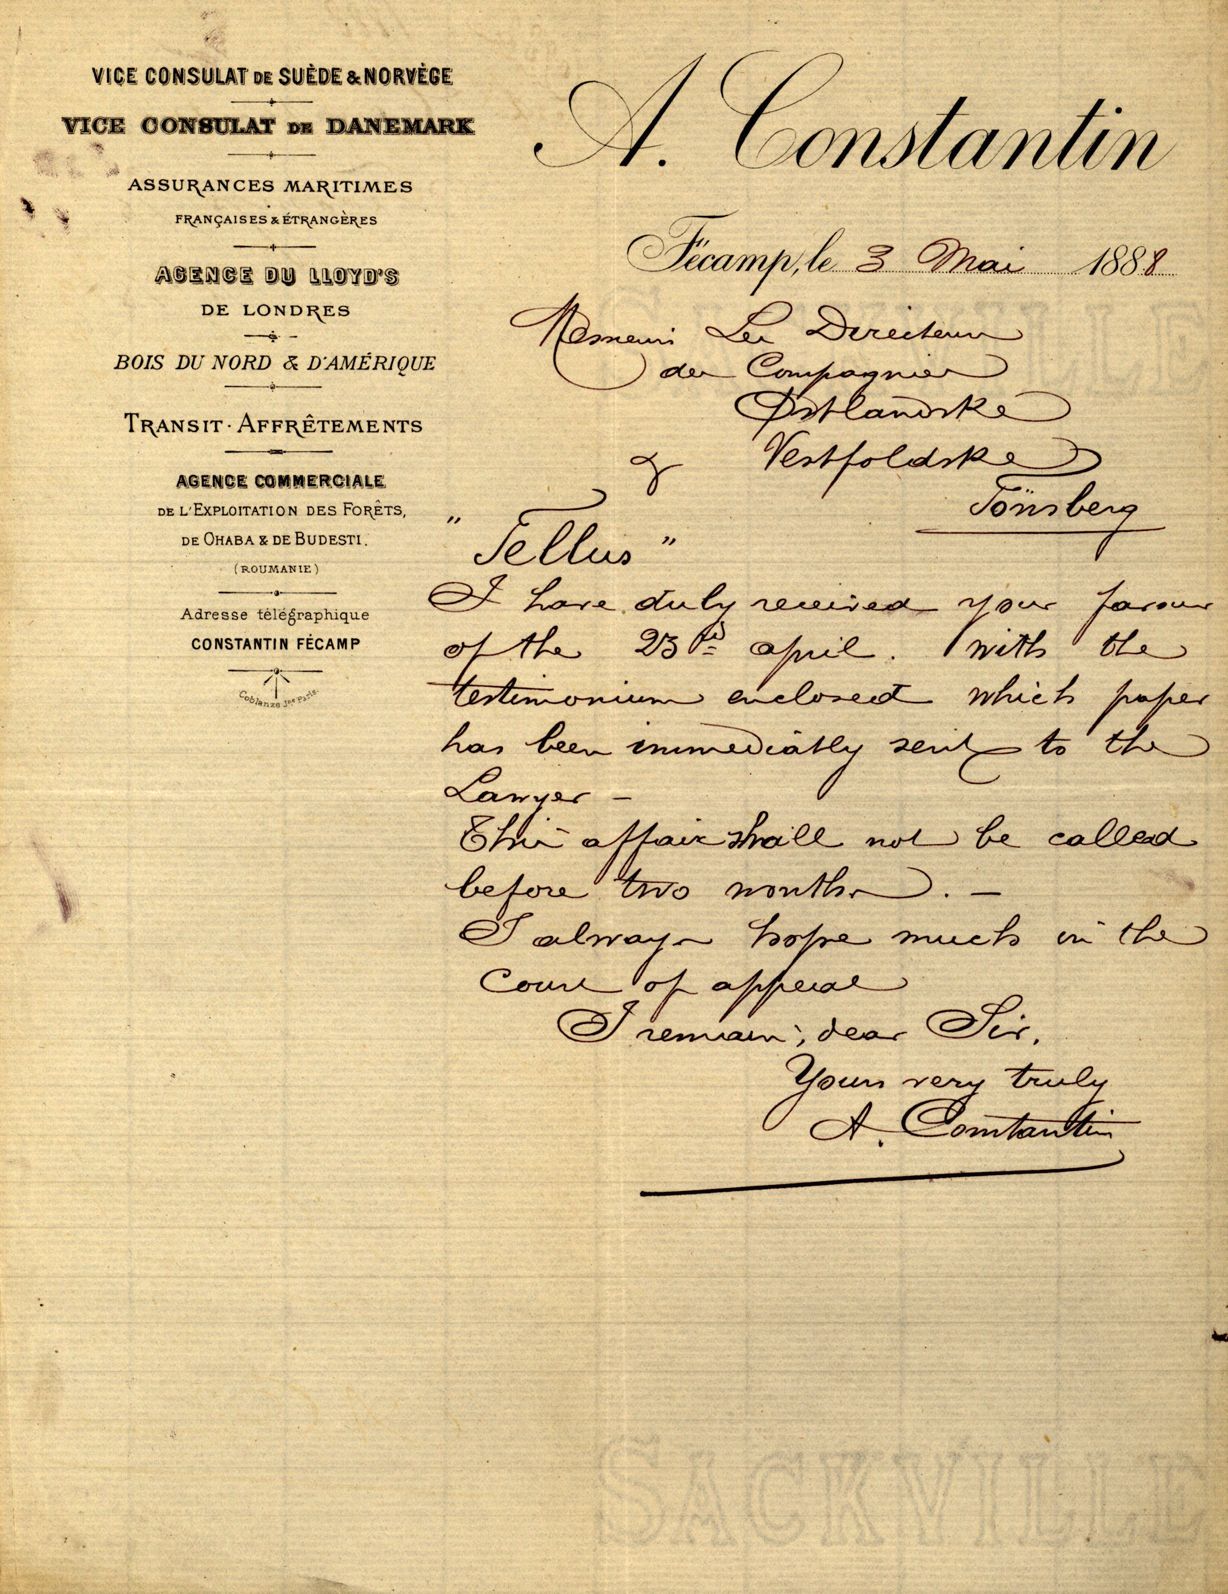 VICE CONSULAT DE SUÈDE & NORVÈGE
VICE CONSULAT DE DANEMARK
ASSURANCES MARITIMES
FRANÇAISES & ÉTRANGÈRES
AGENCE DU LLOYD'S
DE LONDRES
BOIS DU NORD & D'AMÉRIQUE
TRANSIT - AFFRÊTEMENTS
AGENCE COMMERCIALE
DE L'EXPLOITATION DES FORÊTS,
DE OHABA & DE BUDESTI.
(ROUMANIE)
Adresse télégraphique
CONSTANTIN FÉCAMP
Coblanze Jne Paris.
A. Constantin
Fécamp, le 3 Mai 1888
Messieurs Les Directeurs
des Compagnies
Østlandske
& Vestfoldske
Tönsberg
"Tellus"
I have duly received your favour
of the 23d april. with the
testimonium enclosed which paper
has been immediatly sent to the
Lawyer -
This affair shall not be called
before two months. -
I always hope much in the
Court of appeal
I remain, dear Sir.
Yours very truly
A. Constantin
SACKVILLE